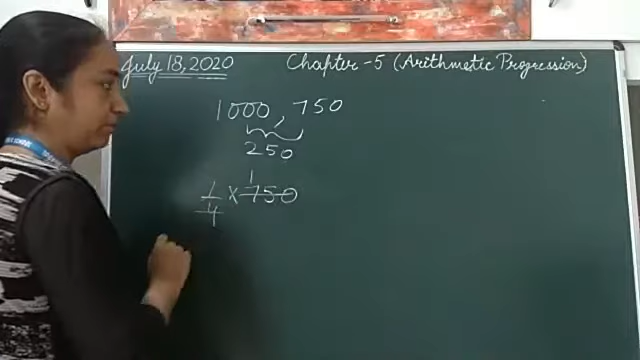 July 18, 2020
Chapter-5 (Arithmetic Progression)
1000, 750
250
1
1/4 x 750